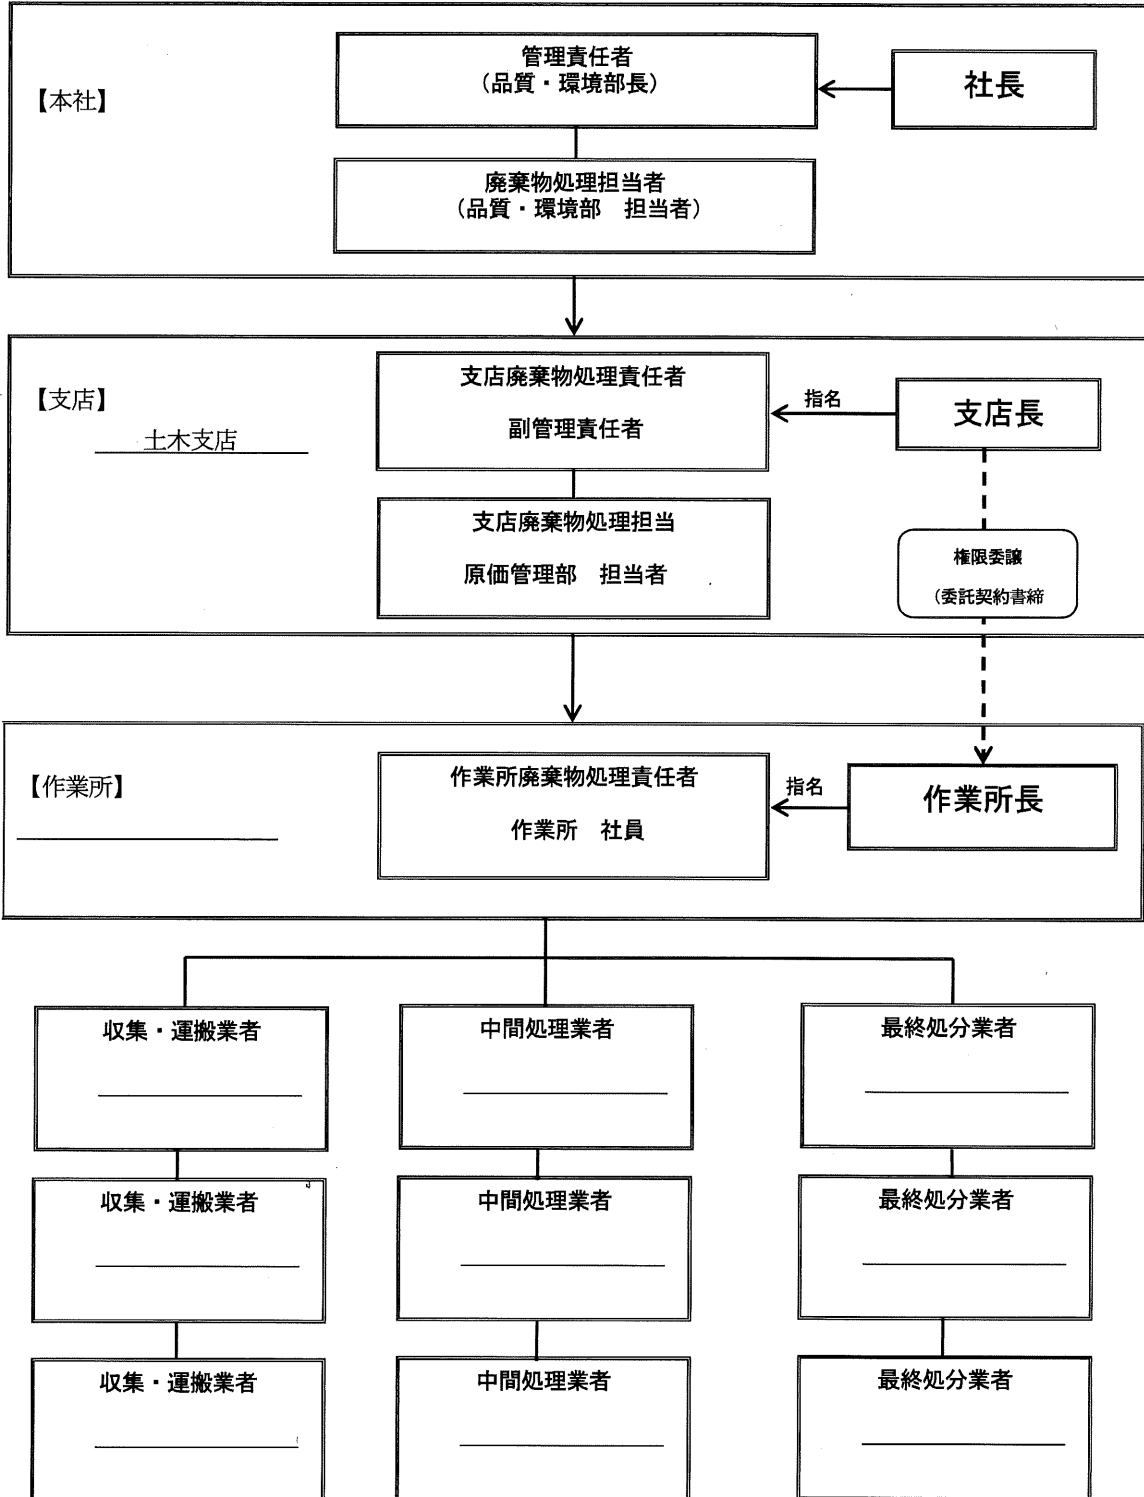 【本社】
管理責任者
(品質・環境部長)
社長
廃棄物処理担当者
(品質・環境部　担当者)
【支店】
土木支店
支店廃棄物処理責任者
副管理責任者
指名
支店長
支店廃棄物処理担当
原価管理部　担当者
権限委譲
(委託契約書締
【作業所】
作業所廃棄物処理責任者
作業所　社員
指名
作業所長
収集・運搬業者
中間処理業者
最終処分業者
収集・運搬業者
中間処理業者
最終処分業者
収集・運搬業者
中間処理業者
最終処分業者